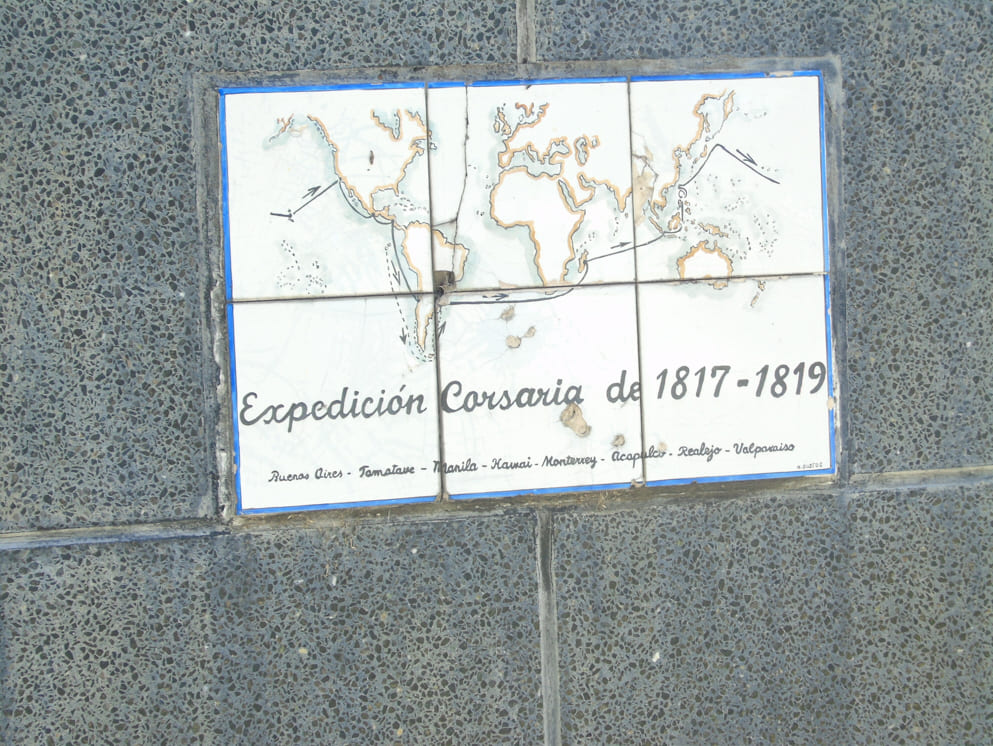 Expedición Corsaria de 1817-1819
Buenos Aires - Tamatave - Manila - Hawai - Monterrey - Acapulco - Realejo - Valparaiso